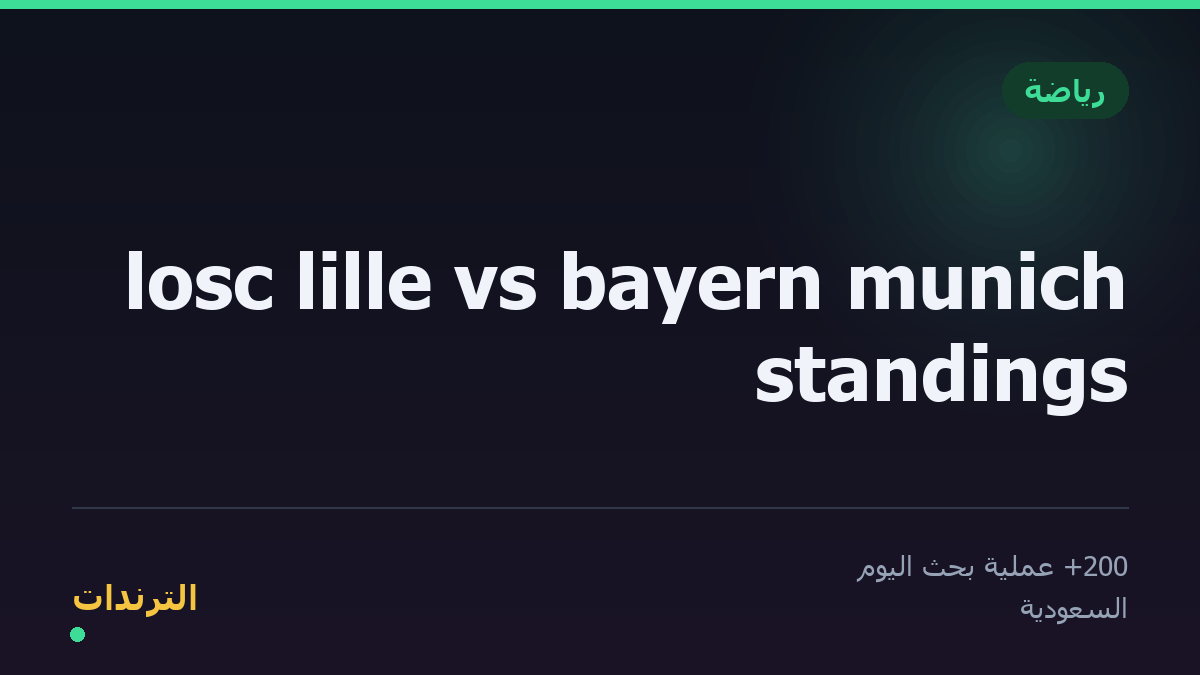 رياضة
losc lille vs bayern munich
standings
200+ عملية بحث اليوم
السعودية
الترندات